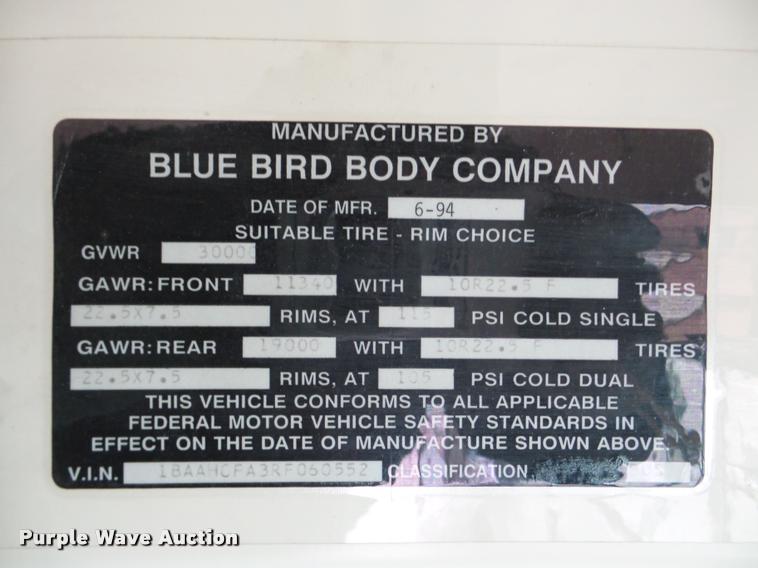 MANUFACTURED BY
BLUE BIRD BODY COMPANY
DATE OF MFR. 6-94
SUITABLE TIRE - RIM CHOICE
GVWR 30000
GAWR: FRONT 11340 WITH 10R22.5 F TIRES
22.5X7.5 RIMS, AT 115 PSI COLD SINGLE
GAWR: REAR 19000 WITH 10R22.5 F TIRES
22.5X7.5 RIMS, AT 105 PSI COLD DUAL
THIS VEHICLE CONFORMS TO ALL APPLICABLE
FEDERAL MOTOR VEHICLE SAFETY STANDARDS IN
EFFECT ON THE DATE OF MANUFACTURE SHOWN ABOVE.
V.I.N. 1BAAHCFA3RF060552 CLASSIFICATION
Purple Wave Auction